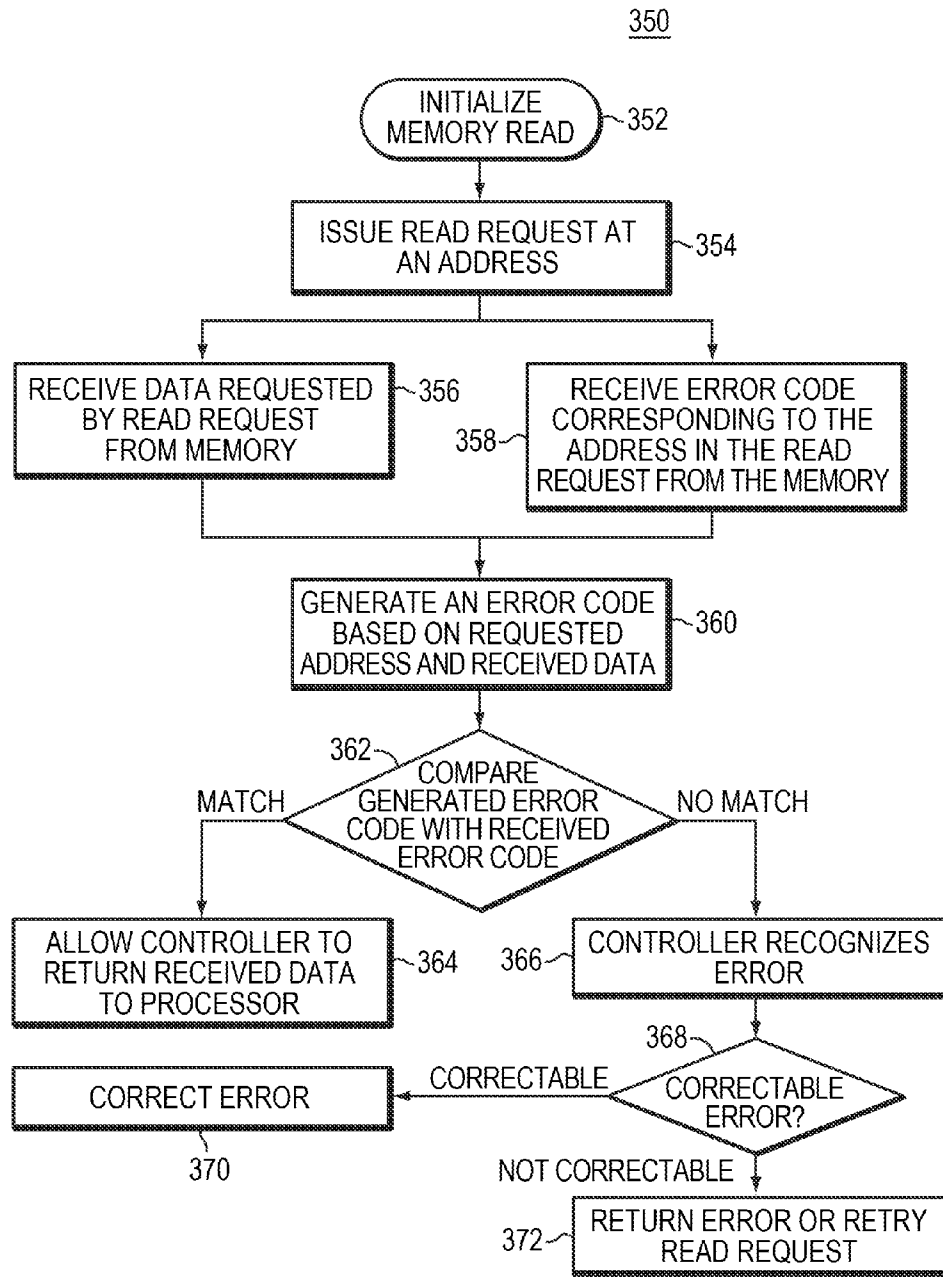 350
INITIALIZE
MEMORY READ
352
ISSUE READ REQUEST AT
AN ADDRESS
354
RECEIVE DATA REQUESTED
BY READ REQUEST
FROM MEMORY
356
RECEIVE ERROR CODE
CORRESPONDING TO THE
ADDRESS IN THE READ
REQUEST FROM THE MEMORY
358
GENERATE AN ERROR CODE
BASED ON REQUESTED
ADDRESS AND RECEIVED DATA
360
362
COMPARE
GENERATED ERROR
CODE WITH RECEIVED
ERROR CODE
MATCH
NO MATCH
ALLOW CONTROLLER TO
RETURN RECEIVED DATA
TO PROCESSOR
364
366
CONTROLLER RECOGNIZES
ERROR
368
CORRECTABLE
ERROR?
CORRECTABLE
CORRECT ERROR
370
NOT CORRECTABLE
372
RETURN ERROR OR RETRY
READ REQUEST